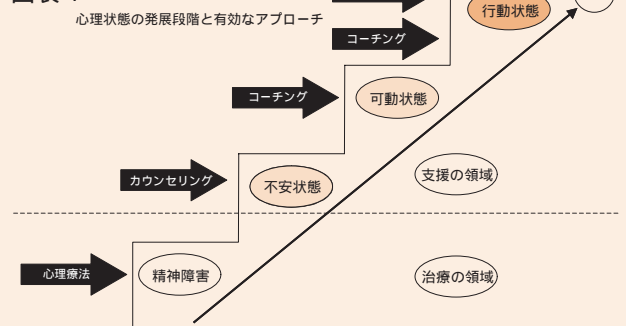 心理状態の発展段階と有効なアプローチ
行動状態
コーチング
コーチング
可動状態
カウンセリング
不安状態
支援の領域
心理療法
精神障害
治療の領域